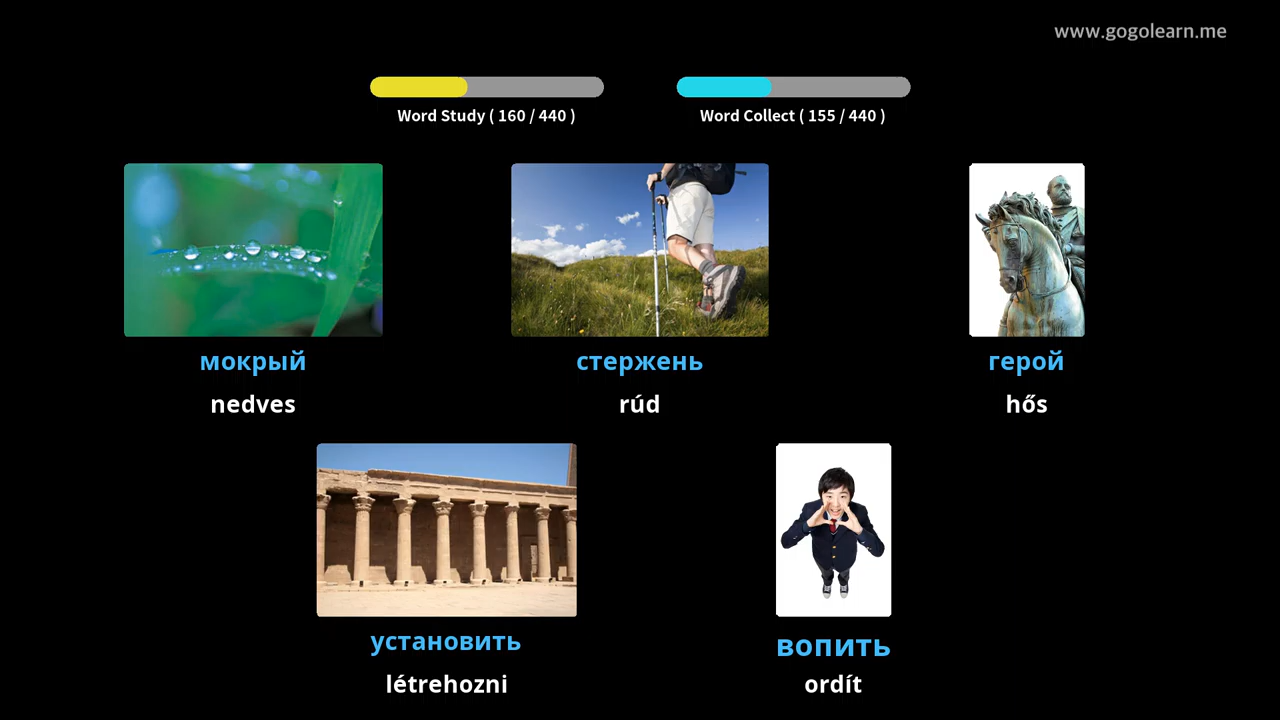 www.gogolearn.me
Word Study ( 160 / 440 )
Word Collect ( 155 / 440 )
мокрый
nedves
стержень
rúd
герой
hős
установить
létrehozni
вопить
ordít